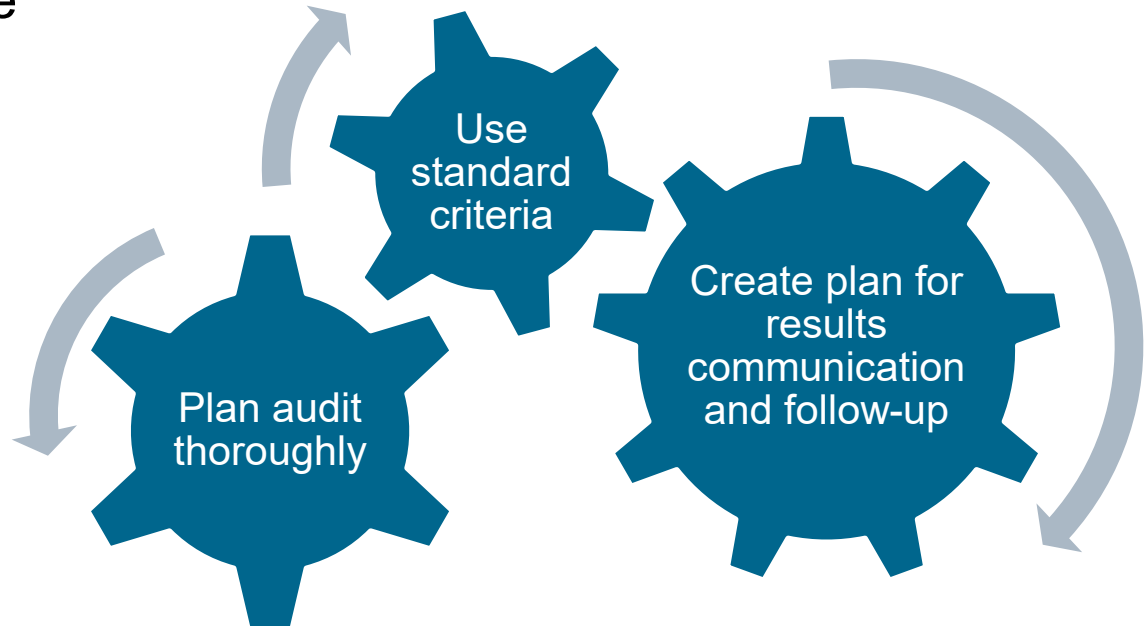 e
Use
standard
criteria
Create plan for
results
communication
and follow-up
Plan audit
thoroughly